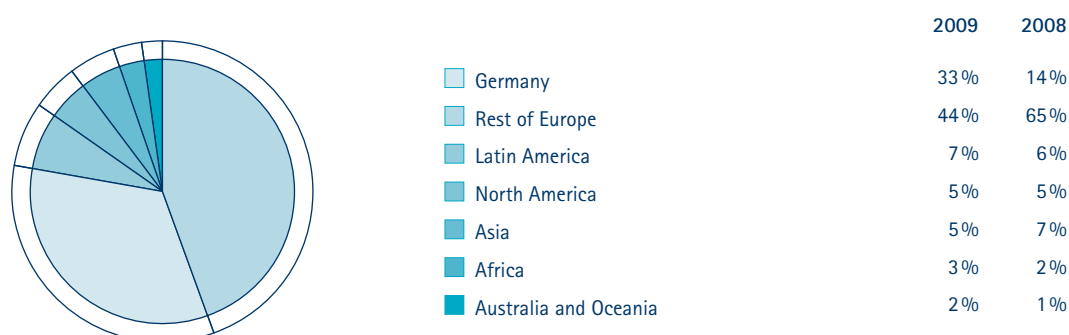 2009 2008
Germany 33% 14%
Rest of Europe 44% 65%
Latin America 7% 6%
North America 5% 5%
Asia 5% 7%
Africa 3% 2%
Australia and Oceania 2% 1%